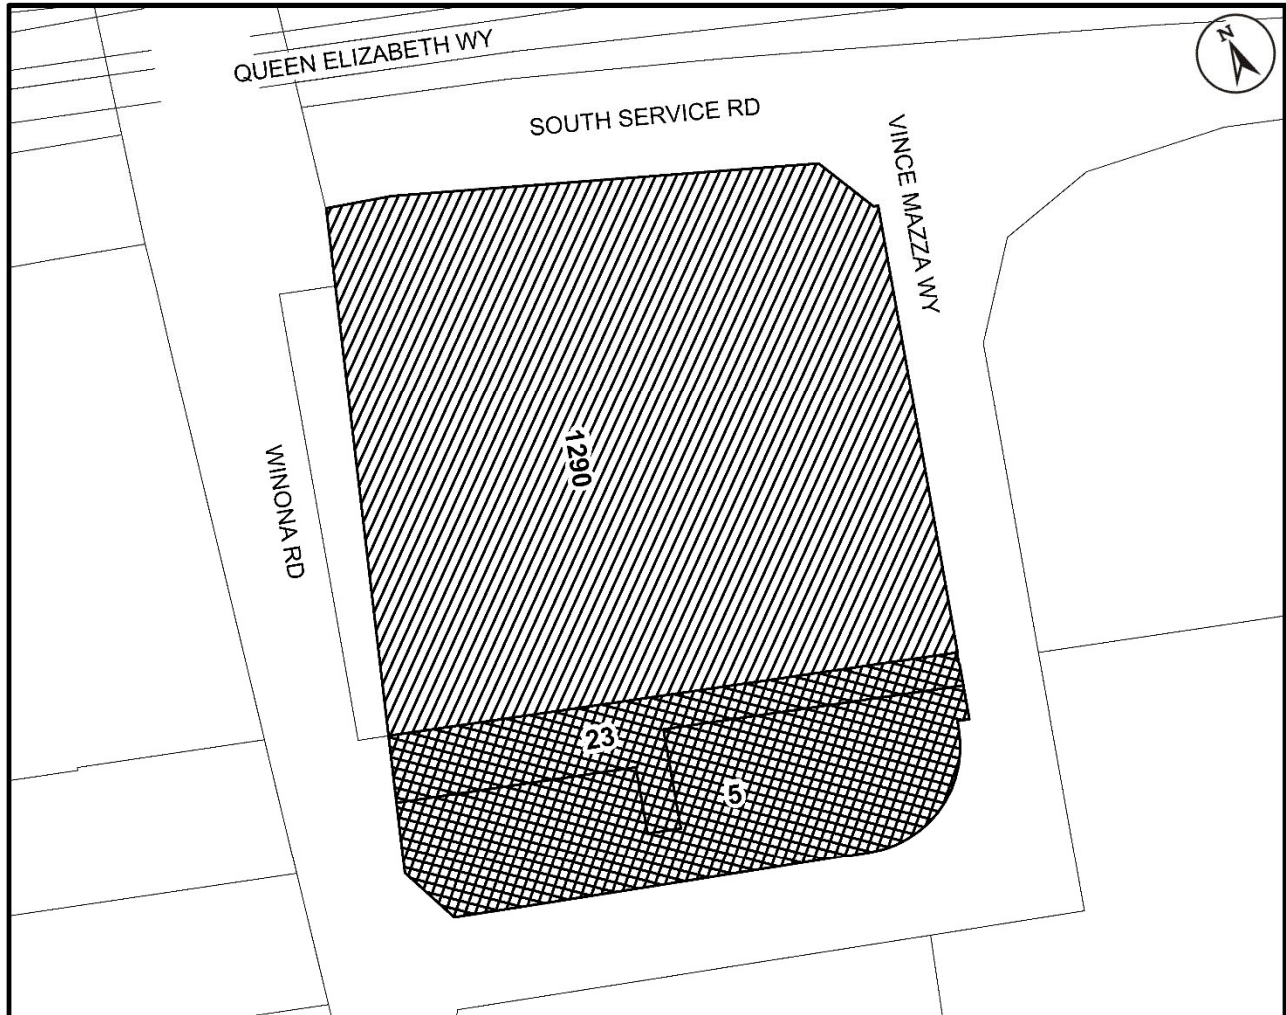 QUEEN ELIZABETH WY
N
SOUTH SERVICE RD
VINCE MAZZA WY
1290
WINONA RD
23
5